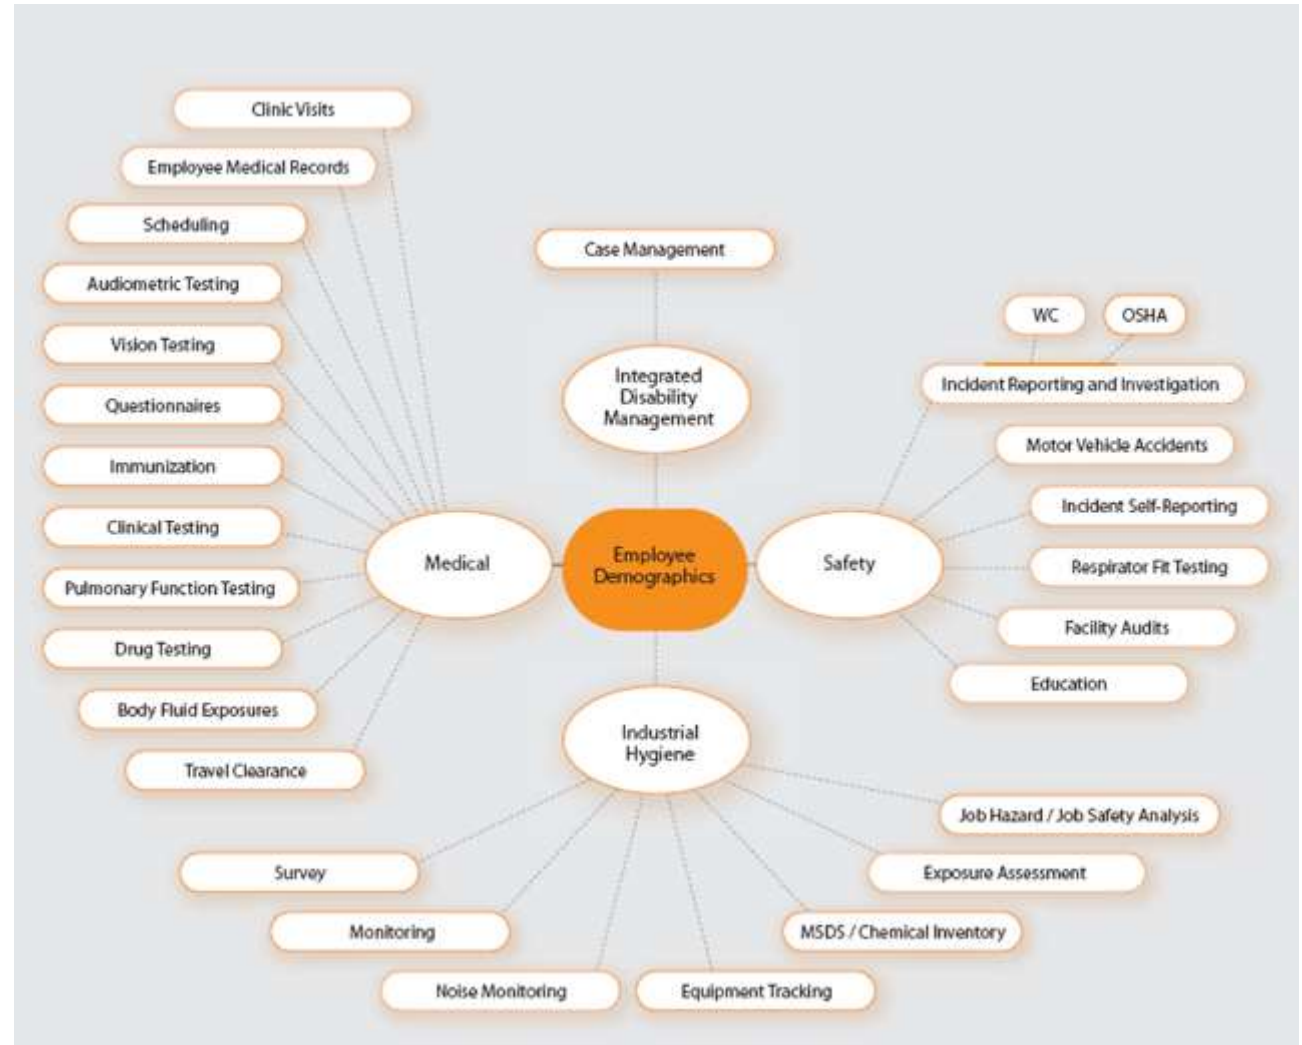 Clinic Visits
Employee Medical Records
Scheduling
Audiometric Testing
Vision Testing
Questionnaires
Immunization
Clinical Testing
Pulmonary Function Testing
Drug Testing
Body Fluid Exposures
Travel Clearance
Medical
Case Management
Integrated
Disability
Management
Employee
Demographics
Safety
WC
OSHA
Incident Reporting and Investigation
Motor Vehicle Accidents
Incident Self-Reporting
Respirator Fit Testing
Facility Audits
Education
Industrial
Hygiene
Survey
Monitoring
Noise Monitoring
Equipment Tracking
MSDS / Chemical Inventory
Exposure Assessment
Job Hazard / Job Safety Analysis